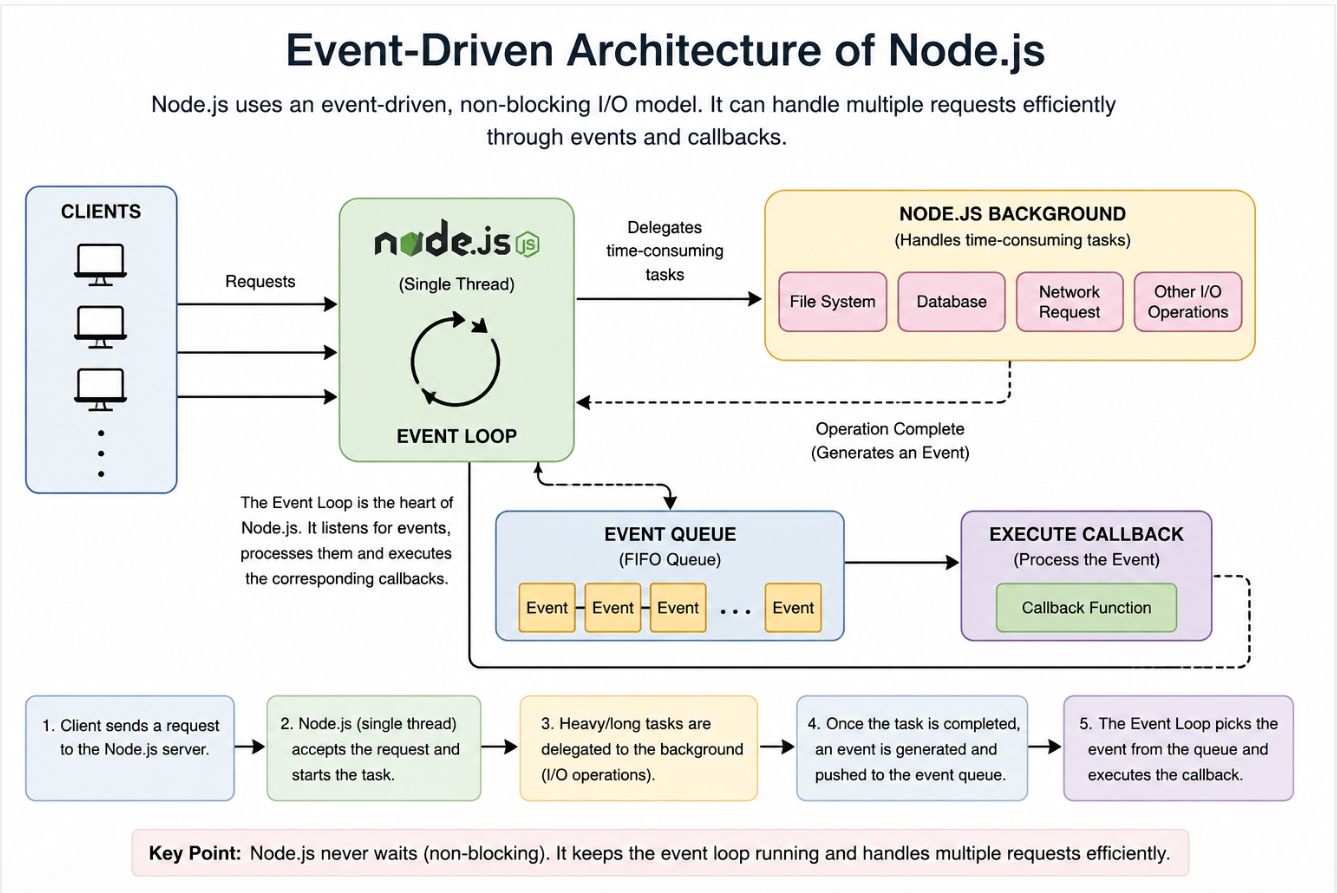 Event-Driven Architecture of Node.js
Node.js uses an event-driven, non-blocking I/O model. It can handle multiple requests efficiently
through events and callbacks.
CLIENTS
Requests
node.js JS
(Single Thread)
EVENT LOOP
Delegates
time-consuming
tasks
NODE.JS BACKGROUND
(Handles time-consuming tasks)
File System
Database
Network
Request
Other I/O
Operations
Operation Complete
(Generates an Event)
The Event Loop is the heart of
Node.js. It listens for events,
processes them and executes
the corresponding callbacks.
EVENT QUEUE
(FIFO Queue)
Event
Event
Event
. . .
Event
EXECUTE CALLBACK
(Process the Event)
Callback Function
1. Client sends a request
to the Node.js server.
2. Node.js (single thread)
accepts the request and
starts the task.
3. Heavy/long tasks are
delegated to the background
(I/O operations).
4. Once the task is completed,
an event is generated and
pushed to the event queue.
5. The Event Loop picks the
event from the queue and
executes the callback.
Key Point: Node.js never waits (non-blocking). It keeps the event loop running and handles multiple requests efficiently.